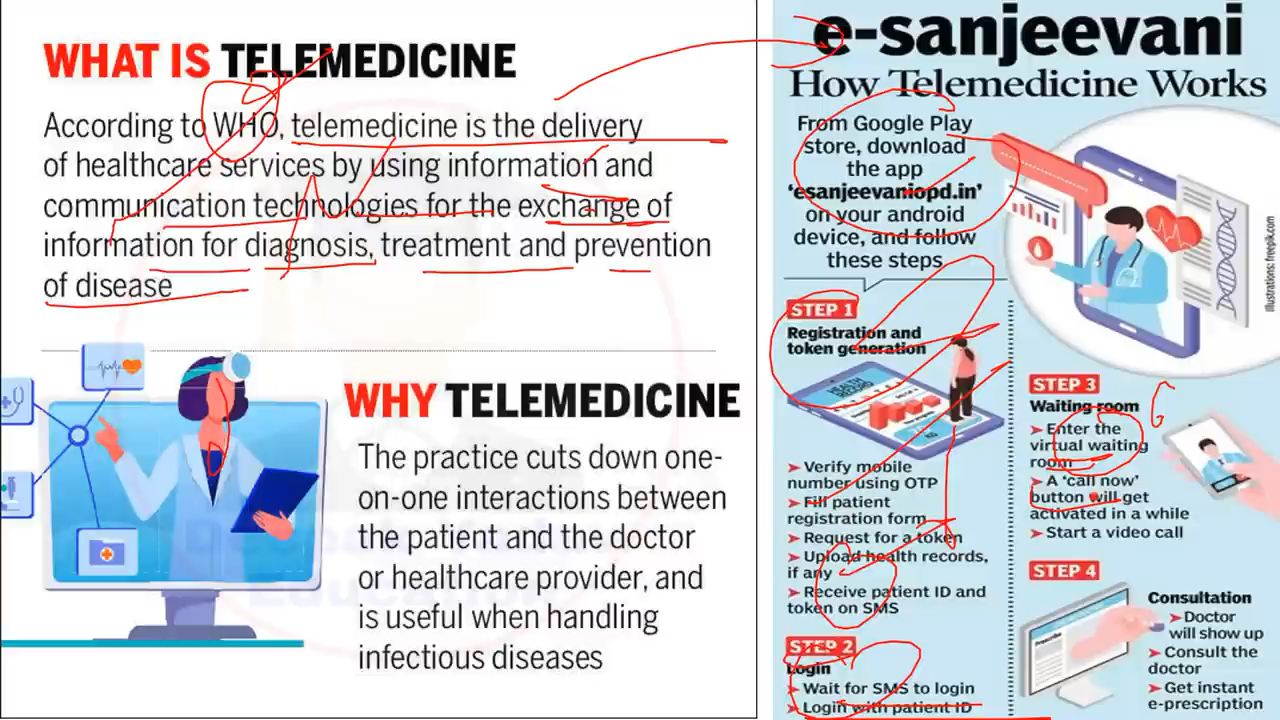 WHAT IS TELEMEDICINE
According to WHO, telemedicine is the delivery
of healthcare services by using information and
communication technologies for the exchange of
information for diagnosis, treatment and prevention
of disease
WHY TELEMEDICINE
The practice cuts down one-
on-one interactions between
the patient and the doctor
or healthcare provider, and
is useful when handling
infectious diseases
e-sanjeevani
How Telemedicine Works
From Google Play
store, download
the app
‘esanjeevaniopd.in’
on your android
device, and follow
these steps
Illustrations: freepik.com
STEP 1
Registration and
token generation
HEALTH
RECORD
➤ Verify mobile
number using OTP
➤ Fill patient
registration form
➤ Request for a token
➤ Upload health records,
if any
➤ Receive patient ID and
token on SMS
STEP 2
Login
➤ Wait for SMS to login
➤ Login with patient ID
STEP 3
Waiting room
➤ Enter the
virtual waiting
room
➤ A ‘call now’
button will get
activated in a while
➤ Start a video call
STEP 4
Consultation
➤ Doctor
will show up
➤ Consult the
doctor
➤ Get instant
e-prescription
Prescribe